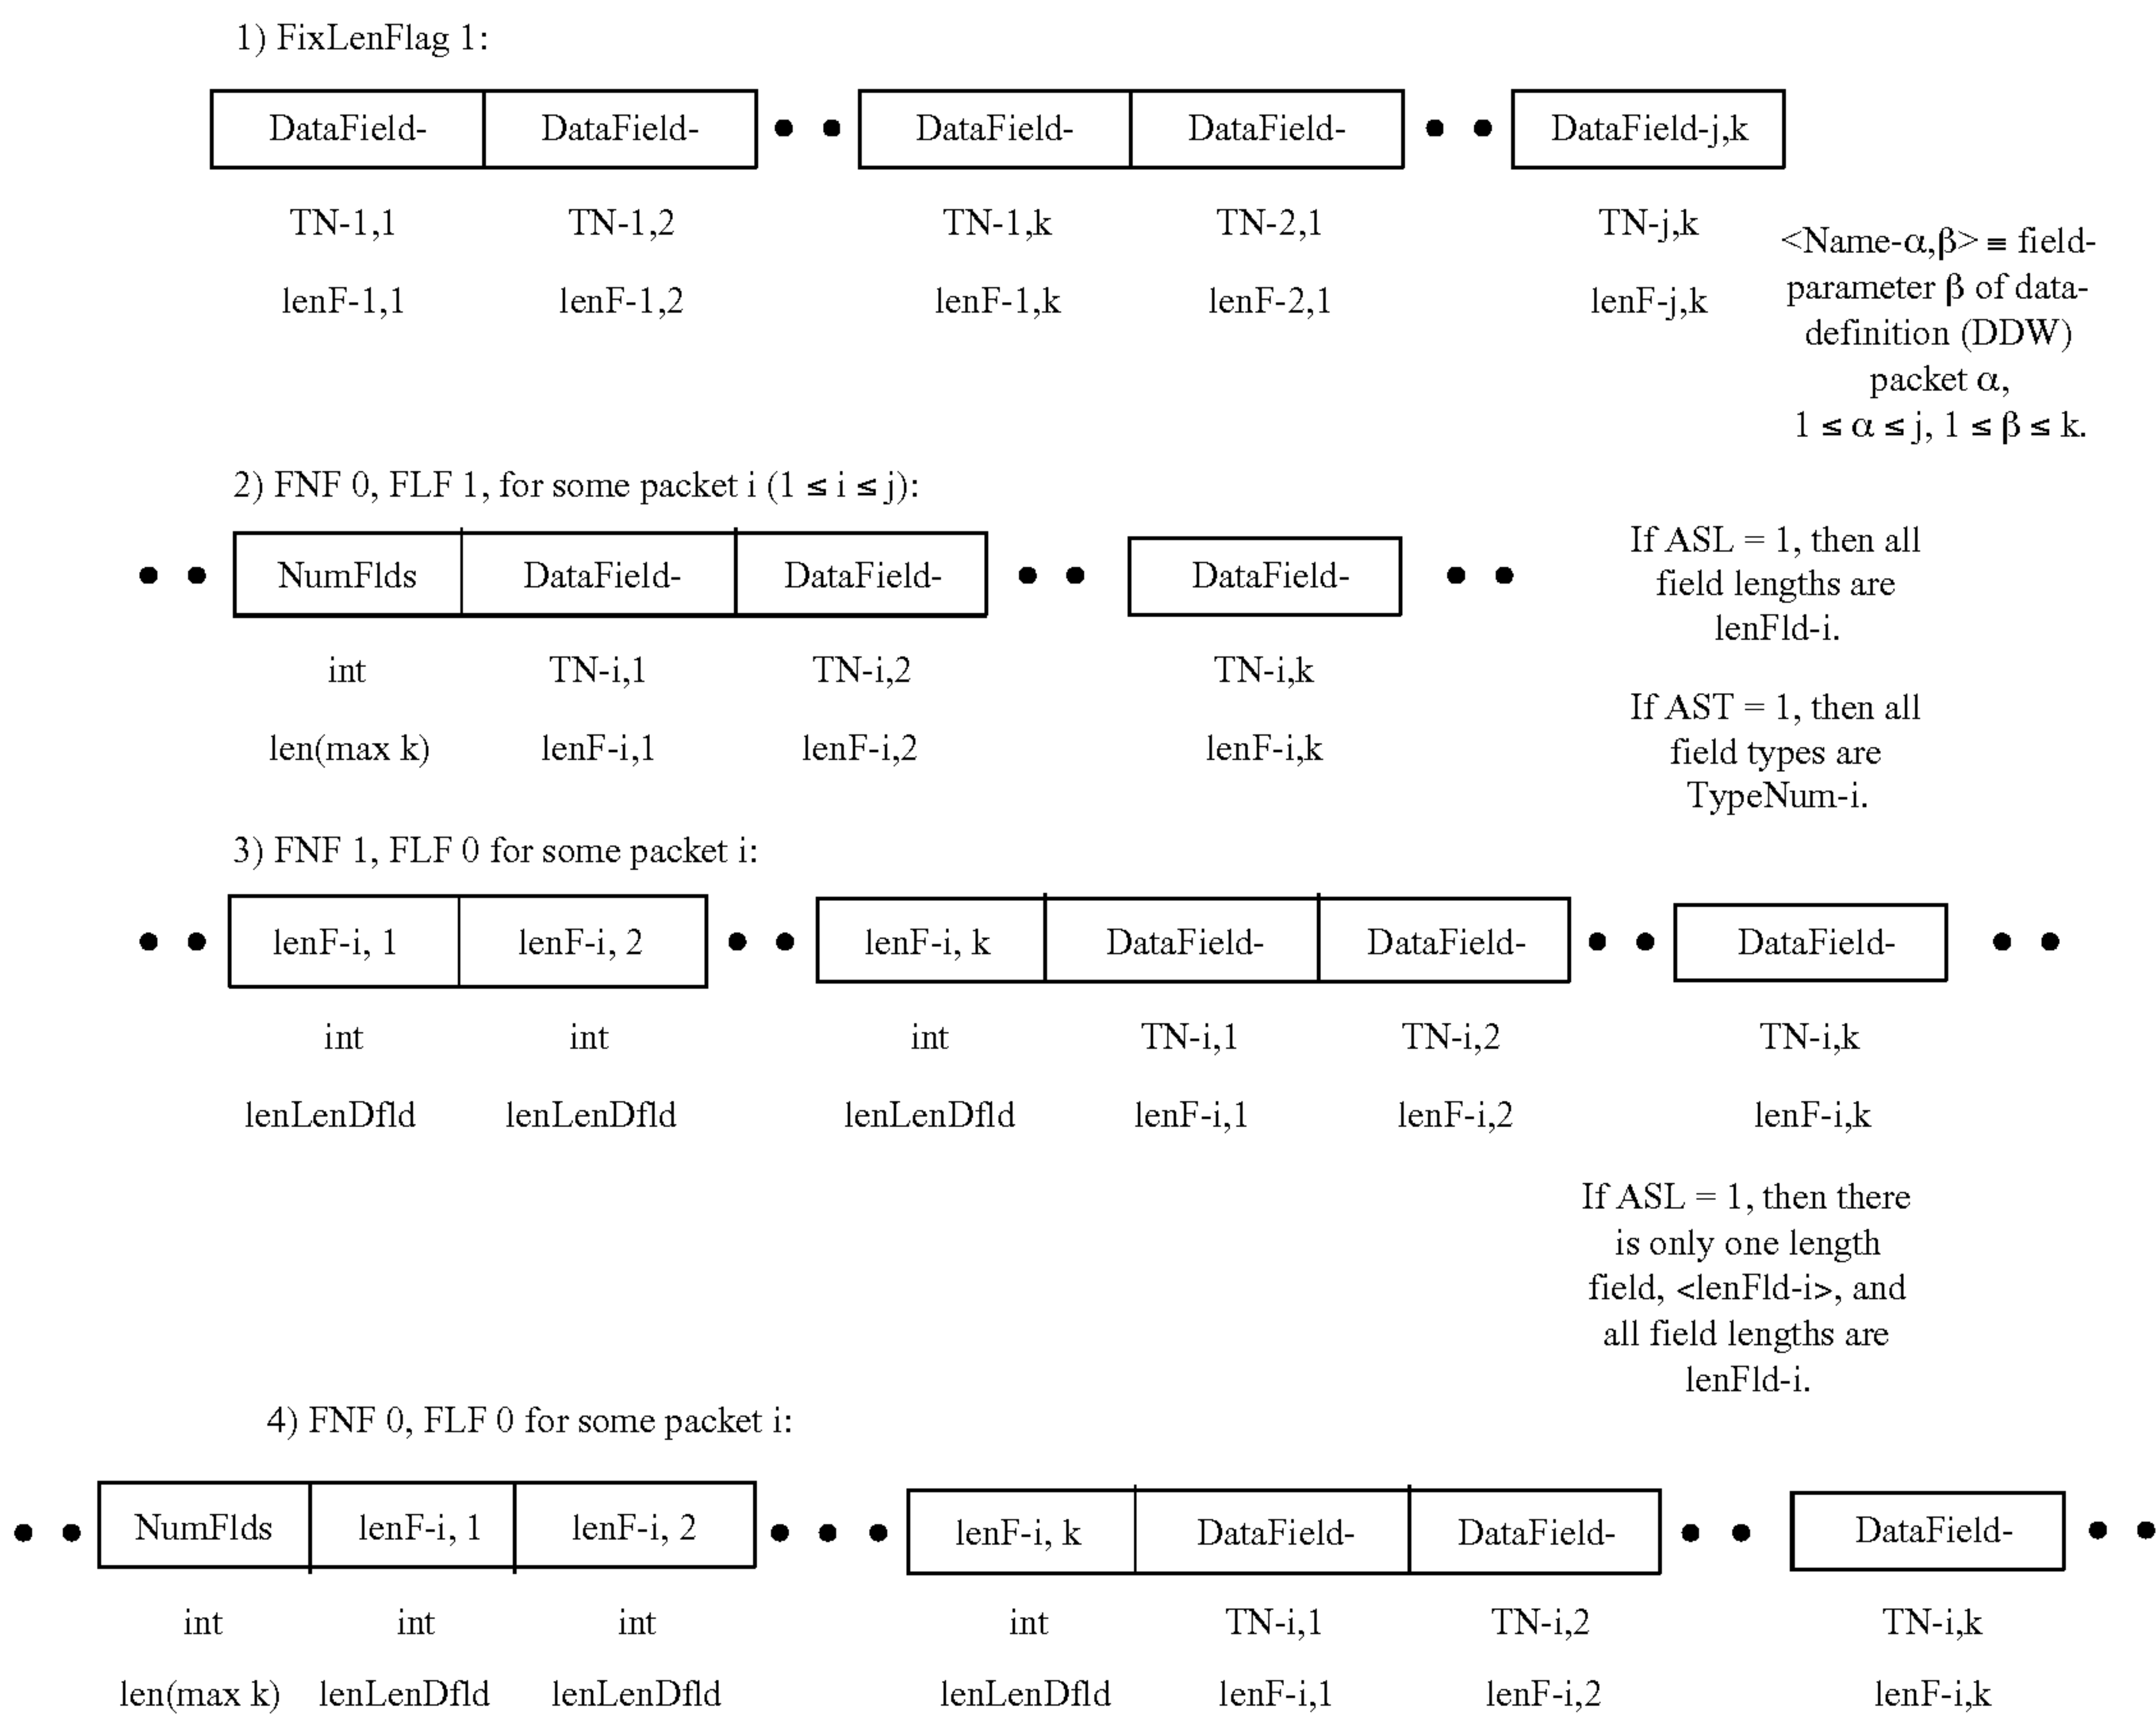 1) FixLenFlag 1:
DataField- DataField- DataField- DataField- DataField-j,k
TN-1,1 TN-1,2 TN-1,k TN-2,1 TN-j,k
lenF-1,1 lenF-1,2 lenF-1,k lenF-2,1 lenF-j,k
<Name-α,β> ≡ field-
parameter β of data-
definition (DDW)
packet α,
1 ≤ α ≤ j, 1 ≤ β ≤ k.
2) FNF 0, FLF 1, for some packet i (1 ≤ i ≤ j):
NumFlds DataField- DataField- DataField-
int TN-i,1 TN-i,2 TN-i,k
len(max k) lenF-i,1 lenF-i,2 lenF-i,k
If ASL = 1, then all
field lengths are
lenFld-i.
If AST = 1, then all
field types are
TypeNum-i.
3) FNF 1, FLF 0 for some packet i:
lenF-i, 1 lenF-i, 2 lenF-i, k DataField- DataField- DataField-
int int int TN-i,1 TN-i,2 TN-i,k
lenLenDfld lenLenDfld lenLenDfld lenF-i,1 lenF-i,2 lenF-i,k
If ASL = 1, then there
is only one length
field, <lenFld-i>, and
all field lengths are
lenFld-i.
4) FNF 0, FLF 0 for some packet i:
NumFlds lenF-i, 1 lenF-i, 2 lenF-i, k DataField- DataField- DataField-
int int int int TN-i,1 TN-i,2 TN-i,k
len(max k) lenLenDfld lenLenDfld lenLenDfld lenF-i,1 lenF-i,2 lenF-i,k